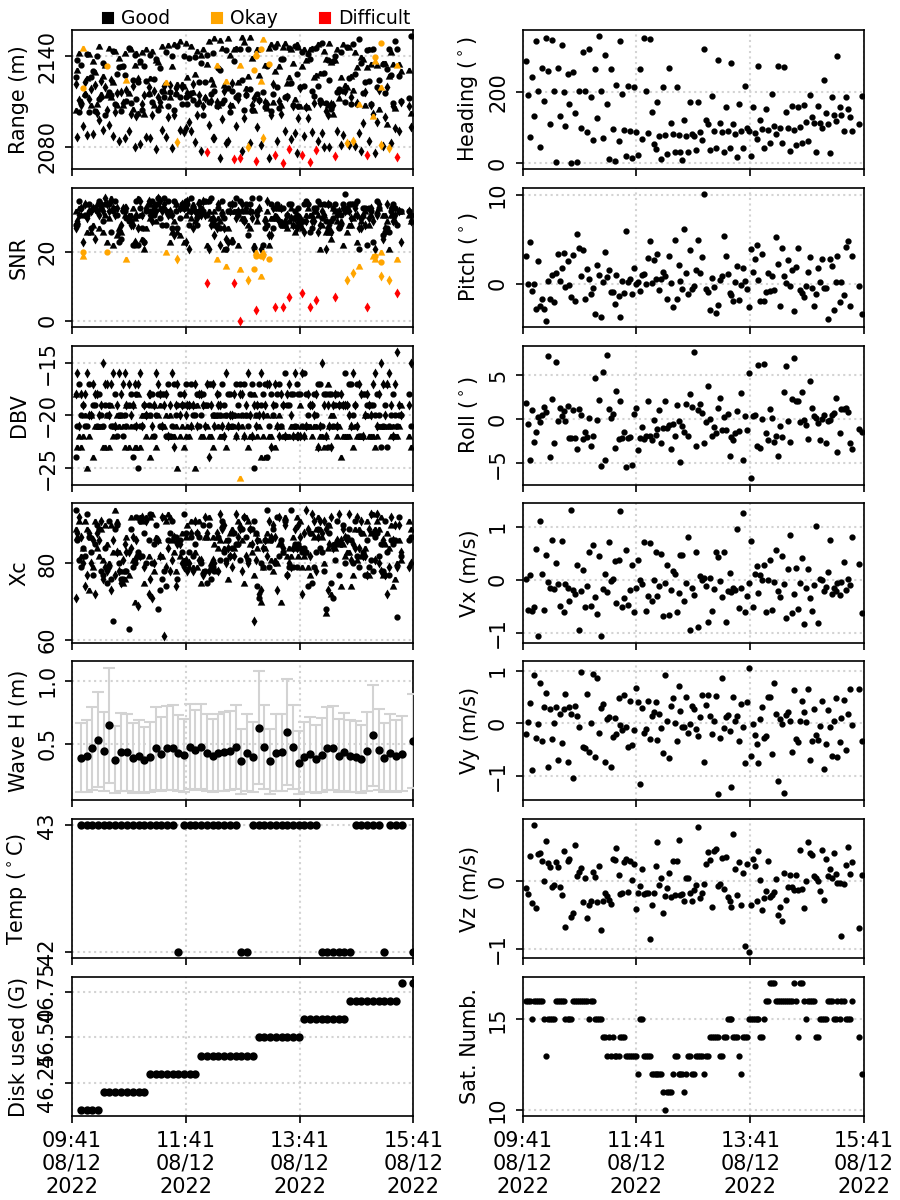 Good Okay Difficult
Range (m)
2140
2080
Heading (°)
200
0
SNR
20
0
Pitch (°)
10
0
DBV
−15
−20
−25
Roll (°)
5
0
−5
Xc
80
60
Vx (m/s)
1
0
−1
Wave H (m)
1.0
0.5
Vy (m/s)
1
0
−1
Temp (°C)
43
42
Vz (m/s)
0
−1
Disk used (G)
46.75
46.50
46.25
Sat. Numb.
15
10
09:41 11:41 13:41 15:41
08/12 08/12 08/12 08/12
2022 2022 2022 2022
09:41 11:41 13:41 15:41
08/12 08/12 08/12 08/12
2022 2022 2022 2022